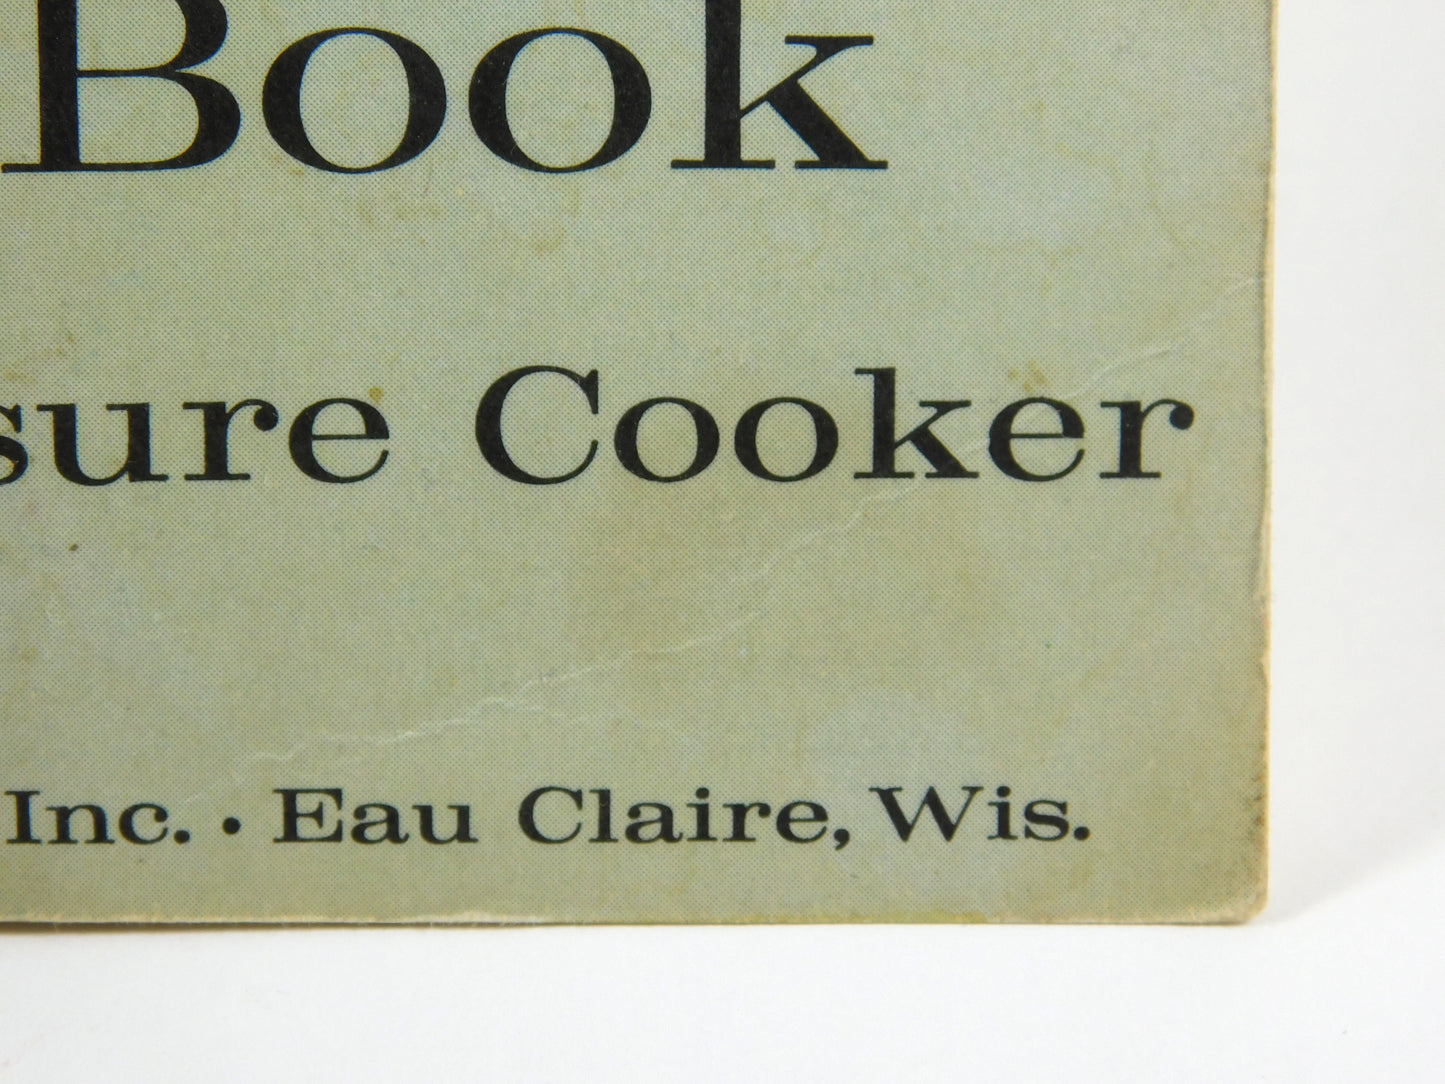 Book
sure Cooker
Inc. · Eau Claire, Wis.